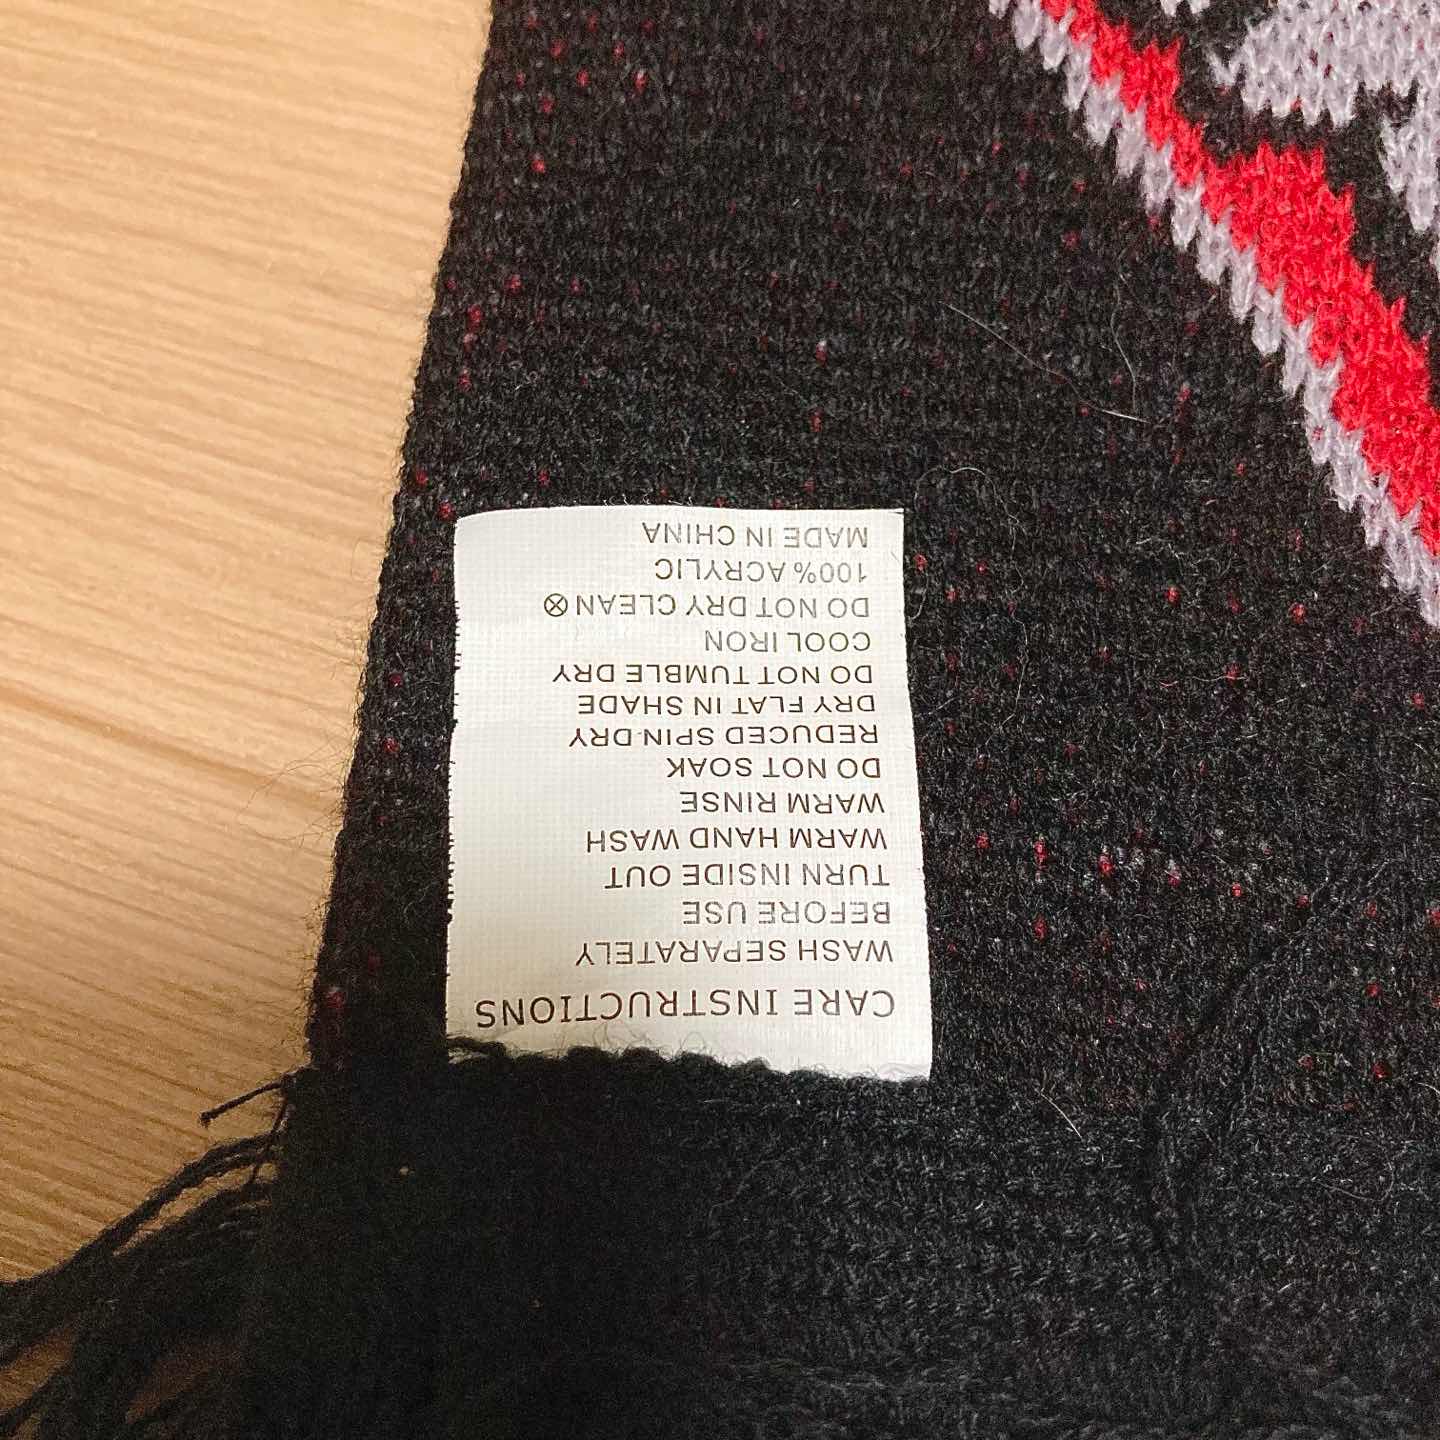 CARE INSTRUCTIONS
WASH SEPARATELY
BEFORE USE
TURN INSIDE OUT
WARM HAND WASH
WARM RINSE
DO NOT SOAK
REDUCED SPIN DRY
DRY FLAT IN SHADE
DO NOT TUMBLE DRY
COOL IRON
DO NOT DRY CLEAN
100% ACRYLIC
MADE IN CHINA